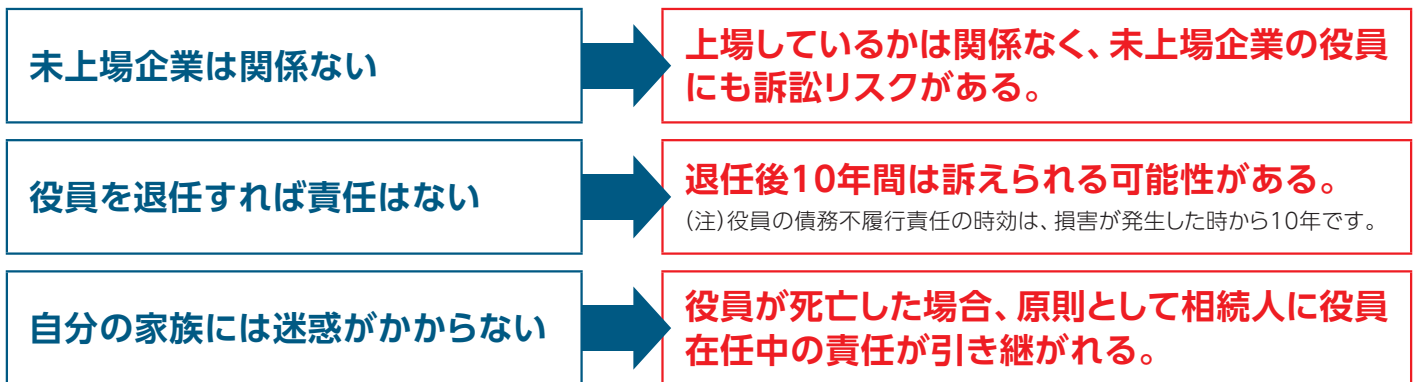 未上場企業は関係ない
上場しているかは関係なく、未上場企業の役員
にも訴訟リスクがある。
役員を退任すれば責任はない
退任後10年間は訴えられる可能性がある。
(注)役員の債務不履行責任の時効は、損害が発生した時から10年です。
自分の家族には迷惑がかからない
役員が死亡した場合、原則として相続人に役員
在任中の責任が引き継がれる。